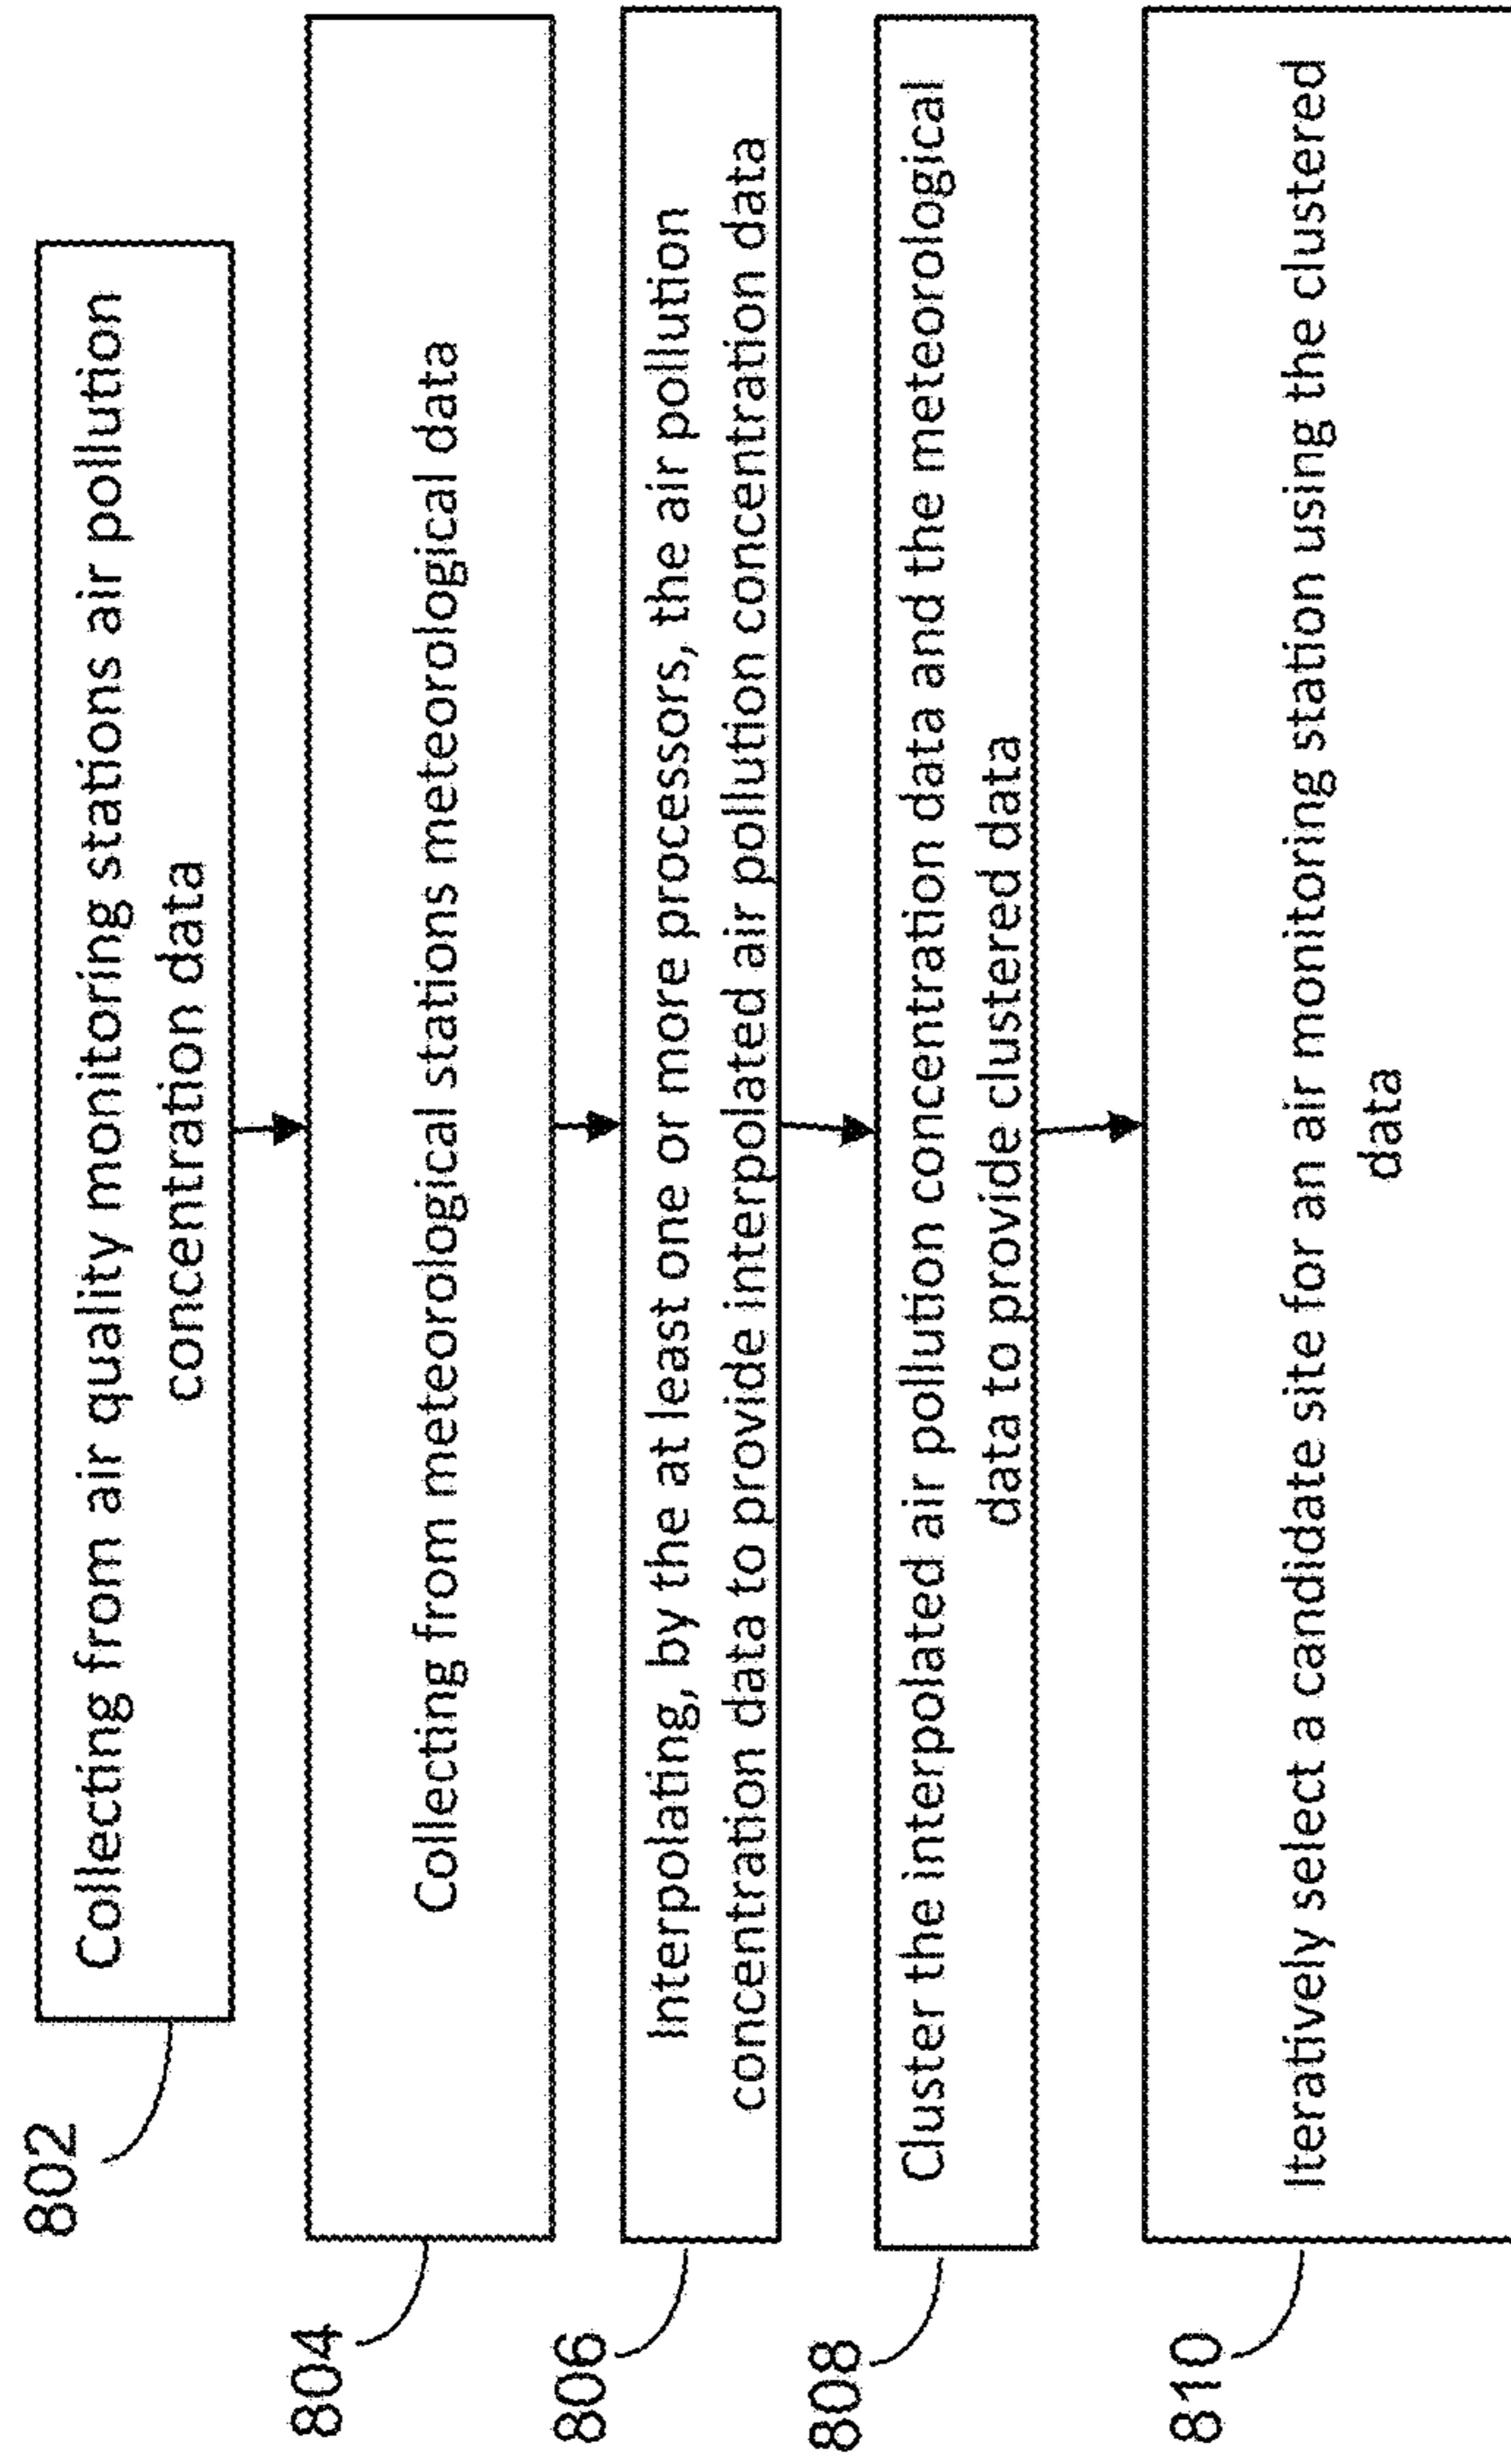 802
Collecting from air quality monitoring stations air pollution
concentration data
804
Collecting from meteorological stations meteorological data
806
Interpolating, by the at least one or more processors, the air pollution
concentration data to provide interpolated air pollution concentration data
808
Cluster the interpolated air pollution concentration data and the meteorological
data to provide clustered data
810
Iteratively select a candidate site for an air monitoring station using the clustered
data